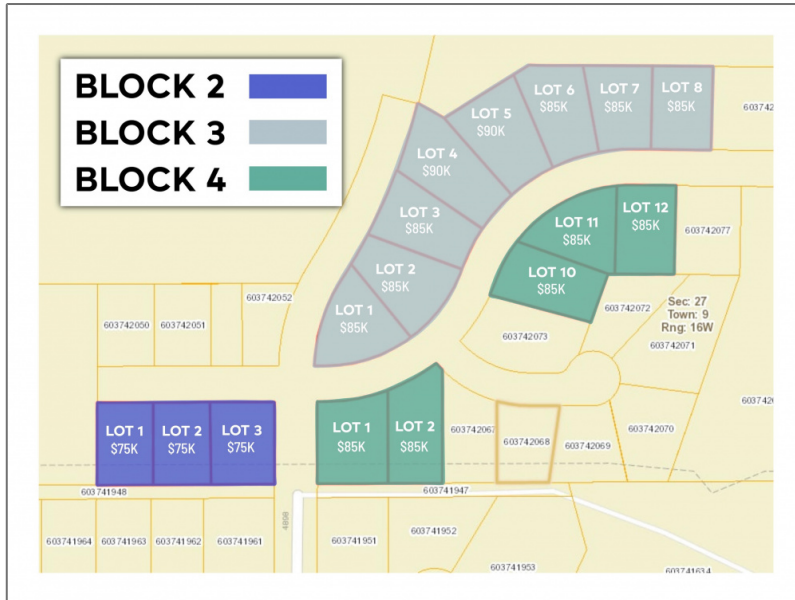 BLOCK 2
BLOCK 3
BLOCK 4
LOT 6
$85K
LOT 7
$85K
LOT 8
$85K
LOT 5
$90K
LOT 4
$90K
LOT 3
$85K
LOT 2
$85K
LOT 1
$85K
LOT 12
$85K
LOT 11
$85K
LOT 10
$85K
603742077
603742052
603742050
603742051
603742072
Sec: 27
Town: 9
Rng: 16W
603742071
603742073
LOT 1
$75K
LOT 2
$75K
LOT 3
$75K
LOT 1
$85K
LOT 2
$85K
603742068
603742069
603742070
603741948
603741947
4000
603741964
603741963
603741962
603741961
603741951
603741952
603741953